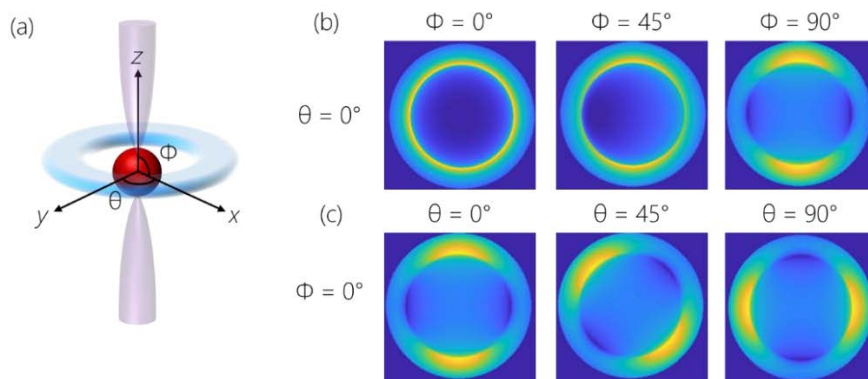 (a)
z
Φ
y
θ
x
(b)
Φ = 0° Φ = 45° Φ = 90°
θ = 0°
(c)
θ = 0° θ = 45° θ = 90°
Φ = 0°